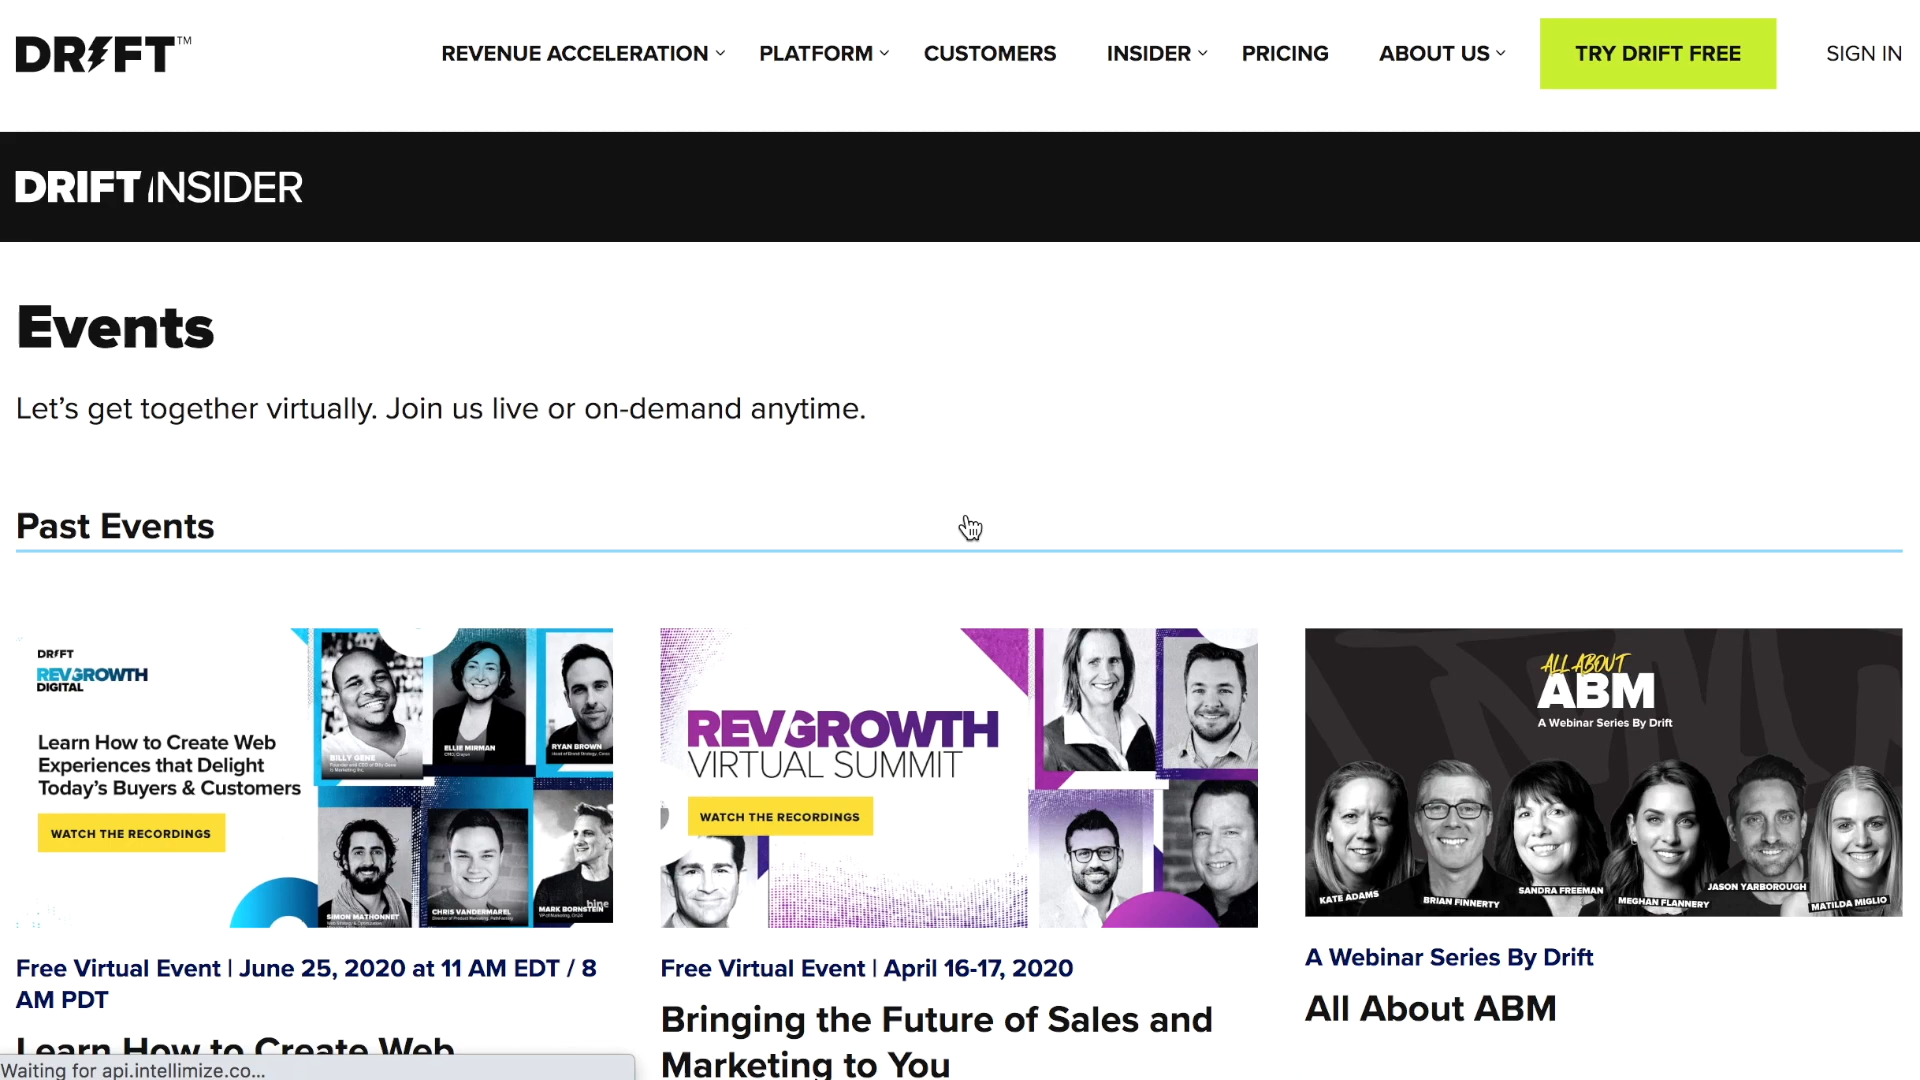 DRIFT™
REVENUE ACCELERATION
PLATFORM
CUSTOMERS
INSIDER
PRICING
ABOUT US
TRY DRIFT FREE
SIGN IN
DRIFT INSIDER
Events
Let’s get together virtually. Join us live or on-demand anytime.
Past Events
DRIFT
REVGROWTH
DIGITAL
Learn How to Create Web
Experiences that Delight
Today’s Buyers & Customers
WATCH THE RECORDINGS
BILLY GENE
ELLIE MIRMAN
CMO, Crayon
RYAN BROWN
SIMON MATHONNET
CHRIS VANDERMAREL
MARK BORNSTEIN
Free Virtual Event | June 25, 2020 at 11 AM EDT / 8
AM PDT
Learn How to Create Web
REVGROWTH
VIRTUAL SUMMIT
WATCH THE RECORDINGS
Free Virtual Event | April 16-17, 2020
Bringing the Future of Sales and
Marketing to You
ALL ABOUT
ABM
A Webinar Series By Drift
KATE ADAMS
BRIAN FINNERTY
SANDRA FREEMAN
MEGHAN FLANNERY
JASON YARBOROUGH
MATILDA MIGLIO
A Webinar Series By Drift
All About ABM
Waiting for api.intellimize.co...